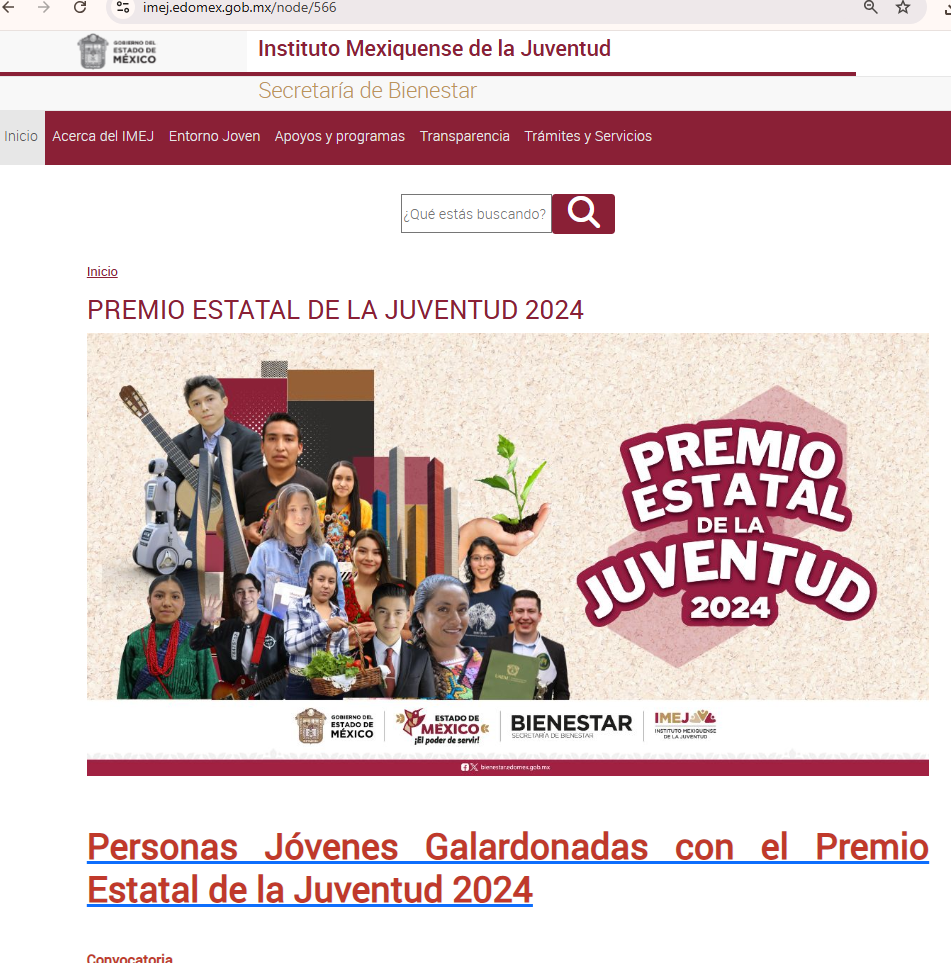 imej.edomex.gob.mx/node/566
GOBIERNO DEL
ESTADO DE
MÉXICO
Instituto Mexiquense de la Juventud
Secretaría de Bienestar
Inicio Acerca del IMEJ Entorno Joven Apoyos y programas Transparencia Trámites y Servicios
¿Qué estás buscando?
Inicio
PREMIO ESTATAL DE LA JUVENTUD 2024
PREMIO
ESTATAL
DE LA
JUVENTUD
2024
GOBIERNO DEL
ESTADO DE
MÉXICO
ESTADO DE
MÉXICO
¡El poder de servir!
BIENESTAR
SECRETARÍA DE BIENESTAR
IMEJ
INSTITUTO MEXIQUENSE
DE LA JUVENTUD
bienestar.edomex.gob.mx
Personas Jóvenes Galardonadas con el Premio
Estatal de la Juventud 2024
Convocatoria